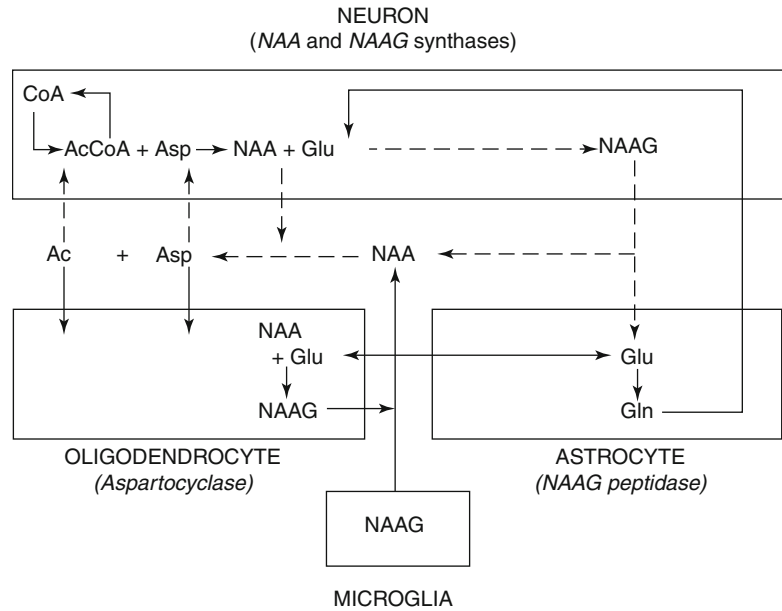 NEURON
(NAA and NAAG synthases)
CoA
AcCoA + Asp NAA + Glu NAAG
Ac + Asp NAA
NAA
+ Glu Glu
NAAG Gln
OLIGODENDROCYTE ASTROCYTE
(Aspartocyclase) (NAAG peptidase)
NAAG
MICROGLIA